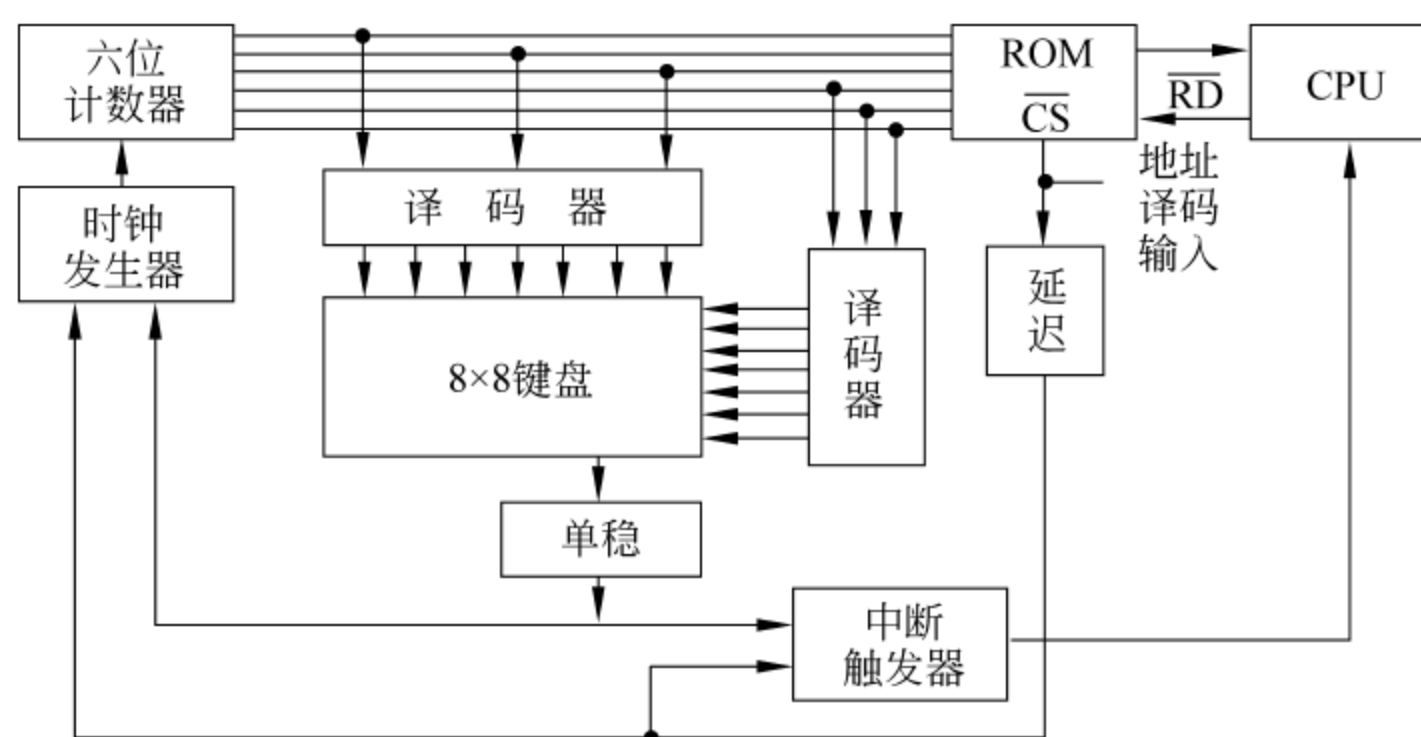 六位
计数器
ROM
CS
RD
CPU
地址
译码
输入
时钟
发生器
译 码 器
译
码
器
延
迟
8×8键盘
单稳
中断
触发器